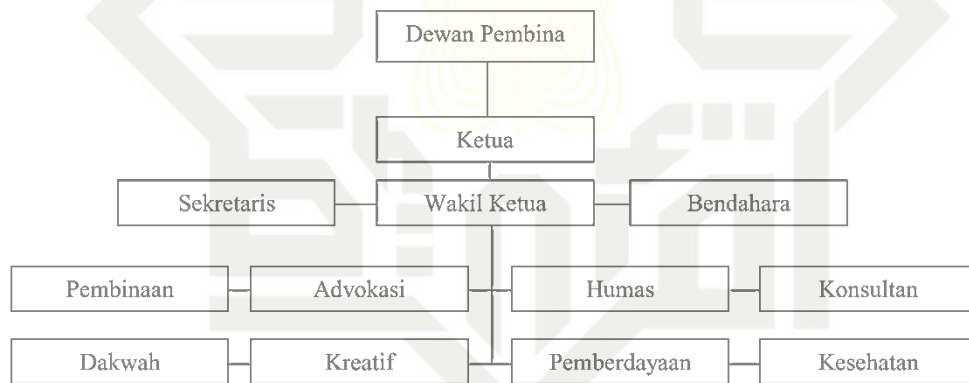 Dewan Pembina
Ketua
Sekretaris Wakil Ketua Bendahara
Pembinaan Advokasi Humas Konsultan
Dakwah Kreatif Pemberdayaan Kesehatan